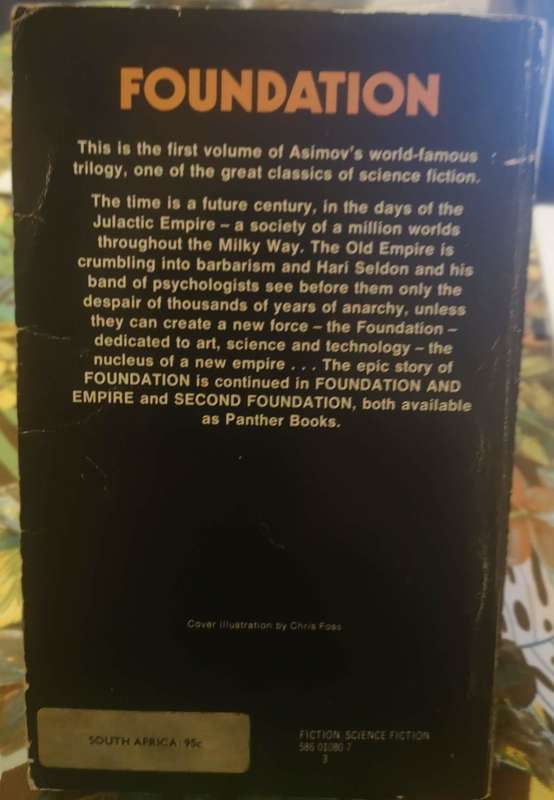 FOUNDATION
This is the first volume of Asimov's world-famous
trilogy, one of the great classics of science fiction.
The time is a future century, in the days of the
Julactic Empire – a society of a million worlds
throughout the Milky Way. The Old Empire is
crumbling into barbarism and Hari Seldon and his
band of psychologists see before them only the
despair of thousands of years of anarchy, unless
they can create a new force – the Foundation –
dedicated to art, science and technology – the
nucleus of a new empire . . . The epic story of
FOUNDATION is continued in FOUNDATION AND
EMPIRE and SECOND FOUNDATION, both available
as Panther Books.
Cover illustration by Chris Foss
SOUTH AFRICA 95c
FICTION SCIENCE FICTION
586 01080 7
3